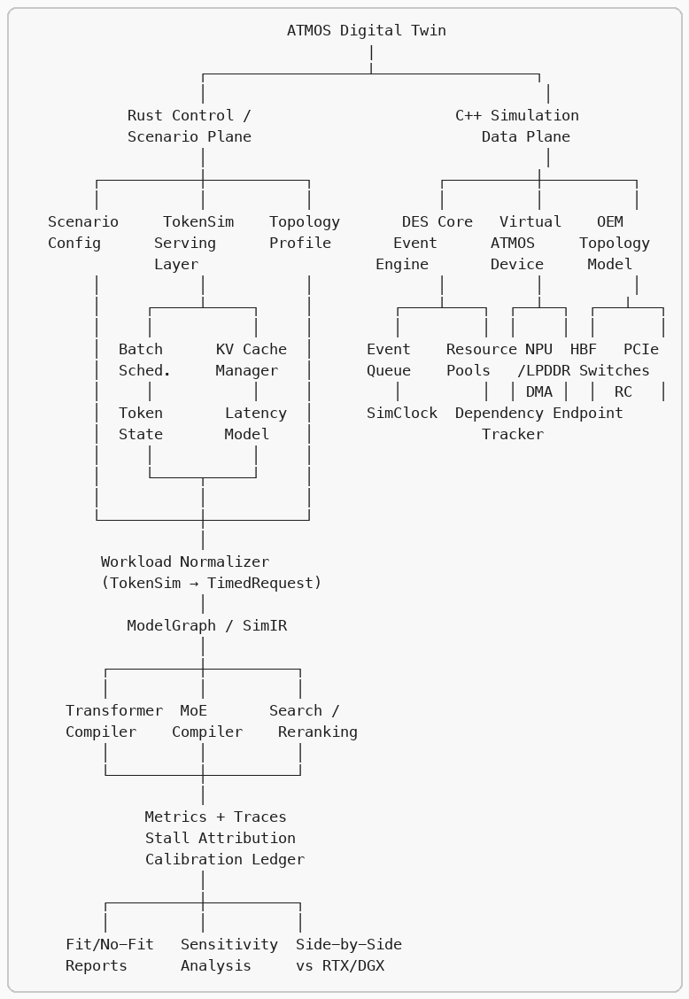 ATMOS Digital Twin
Rust Control / C++ Simulation
Scenario Plane Data Plane
Scenario TokenSim Topology DES Core Virtual OEM
Config Serving Profile Event ATMOS Topology
Layer Engine Device Model
Batch KV Cache Event Resource NPU HBF PCIe
Sched. Manager Queue Pools /LPDDR Switches
DMA RC
Token Latency SimClock Dependency Endpoint
State Model Tracker
Workload Normalizer
(TokenSim → TimedRequest)
ModelGraph / SimIR
Transformer MoE Search /
Compiler Compiler Reranking
Metrics + Traces
Stall Attribution
Calibration Ledger
Fit/No–Fit Sensitivity Side–by–Side
Reports Analysis vs RTX/DGX